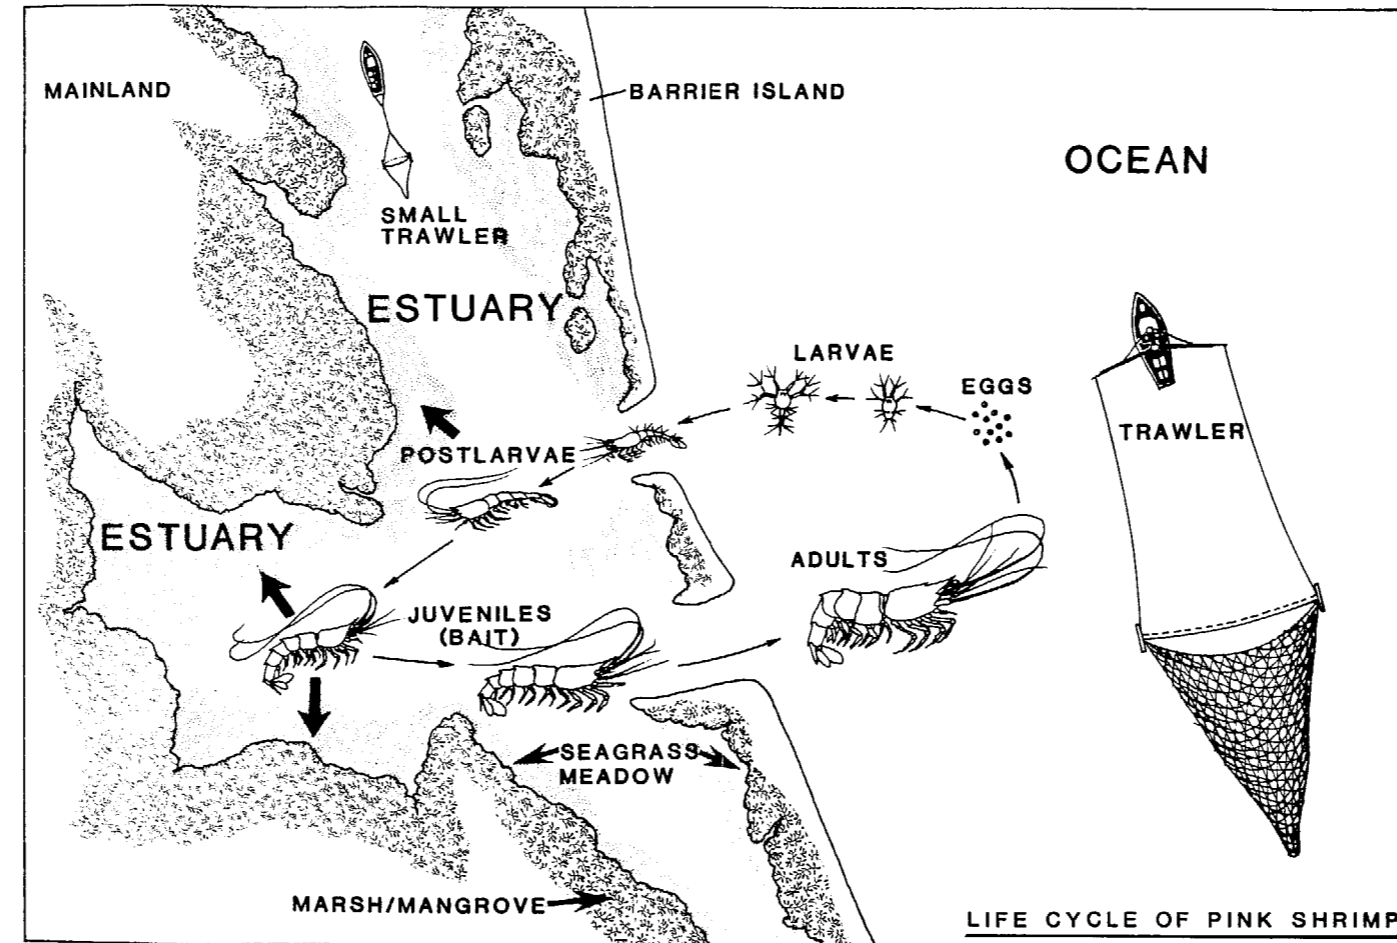 MAINLAND
BARRIER ISLAND
OCEAN
SMALL
TRAWLER
ESTUARY
LARVAE
EGGS
TRAWLER
POSTLARVAE
ESTUARY
ADULTS
JUVENILES
(BAIT)
SEAGRASS
MEADOW
MARSH/MANGROVE
LIFE CYCLE OF PINK SHRIMP